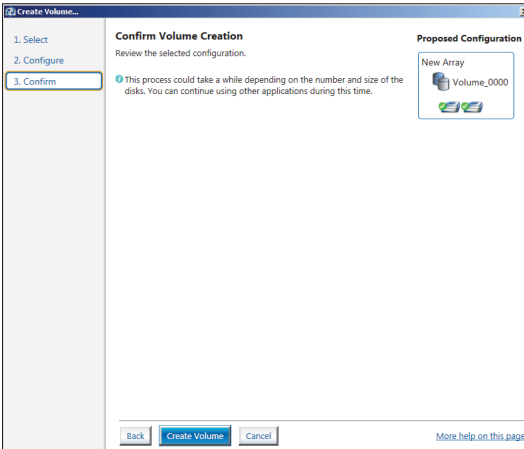 Create Volume...
1. Select
2. Configure
3. Confirm
Confirm Volume Creation
Review the selected configuration.
This process could take a while depending on the number and size of the
disks. You can continue using other applications during this time.
Proposed Configuration
New Array
Volume_0000
Back
Create Volume
Cancel
More help on this page